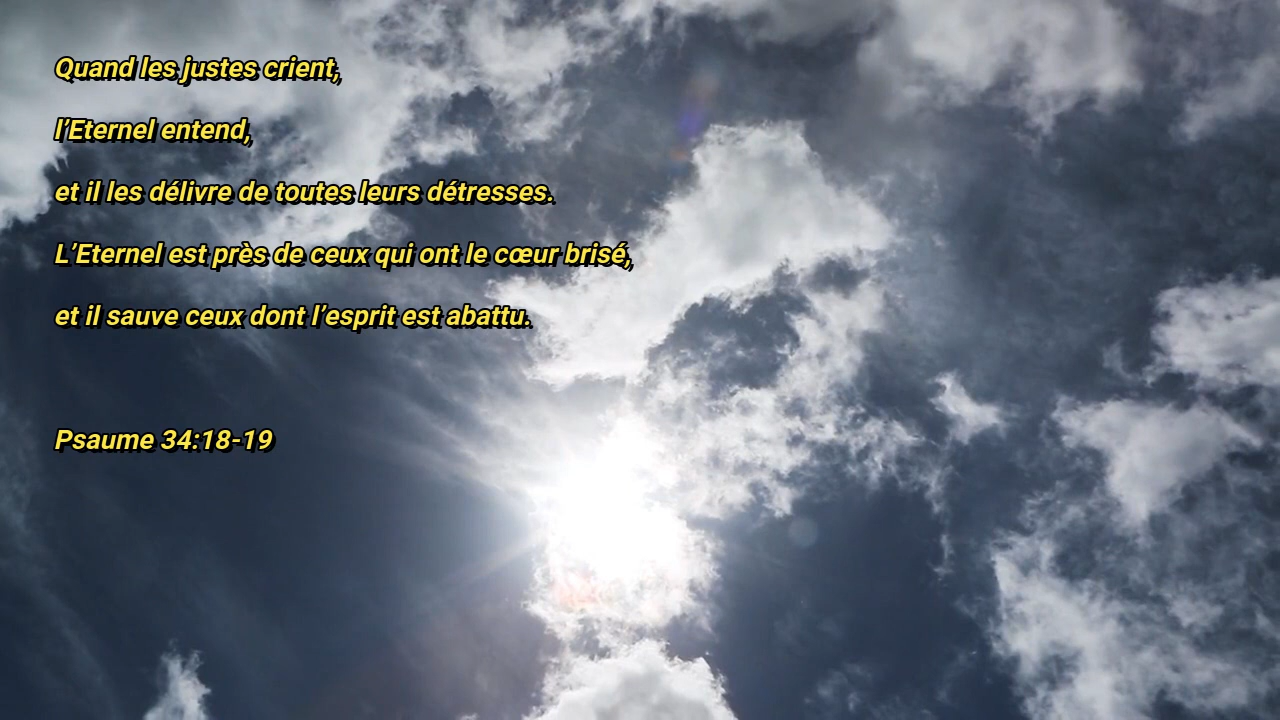 Quand les justes crient,
l’Eternel entend,
et il les délivre de toutes leurs détresses.
L’Eternel est près de ceux qui ont le cœur brisé,
et il sauve ceux dont l’esprit est abattu.
Psaume 34:18-19